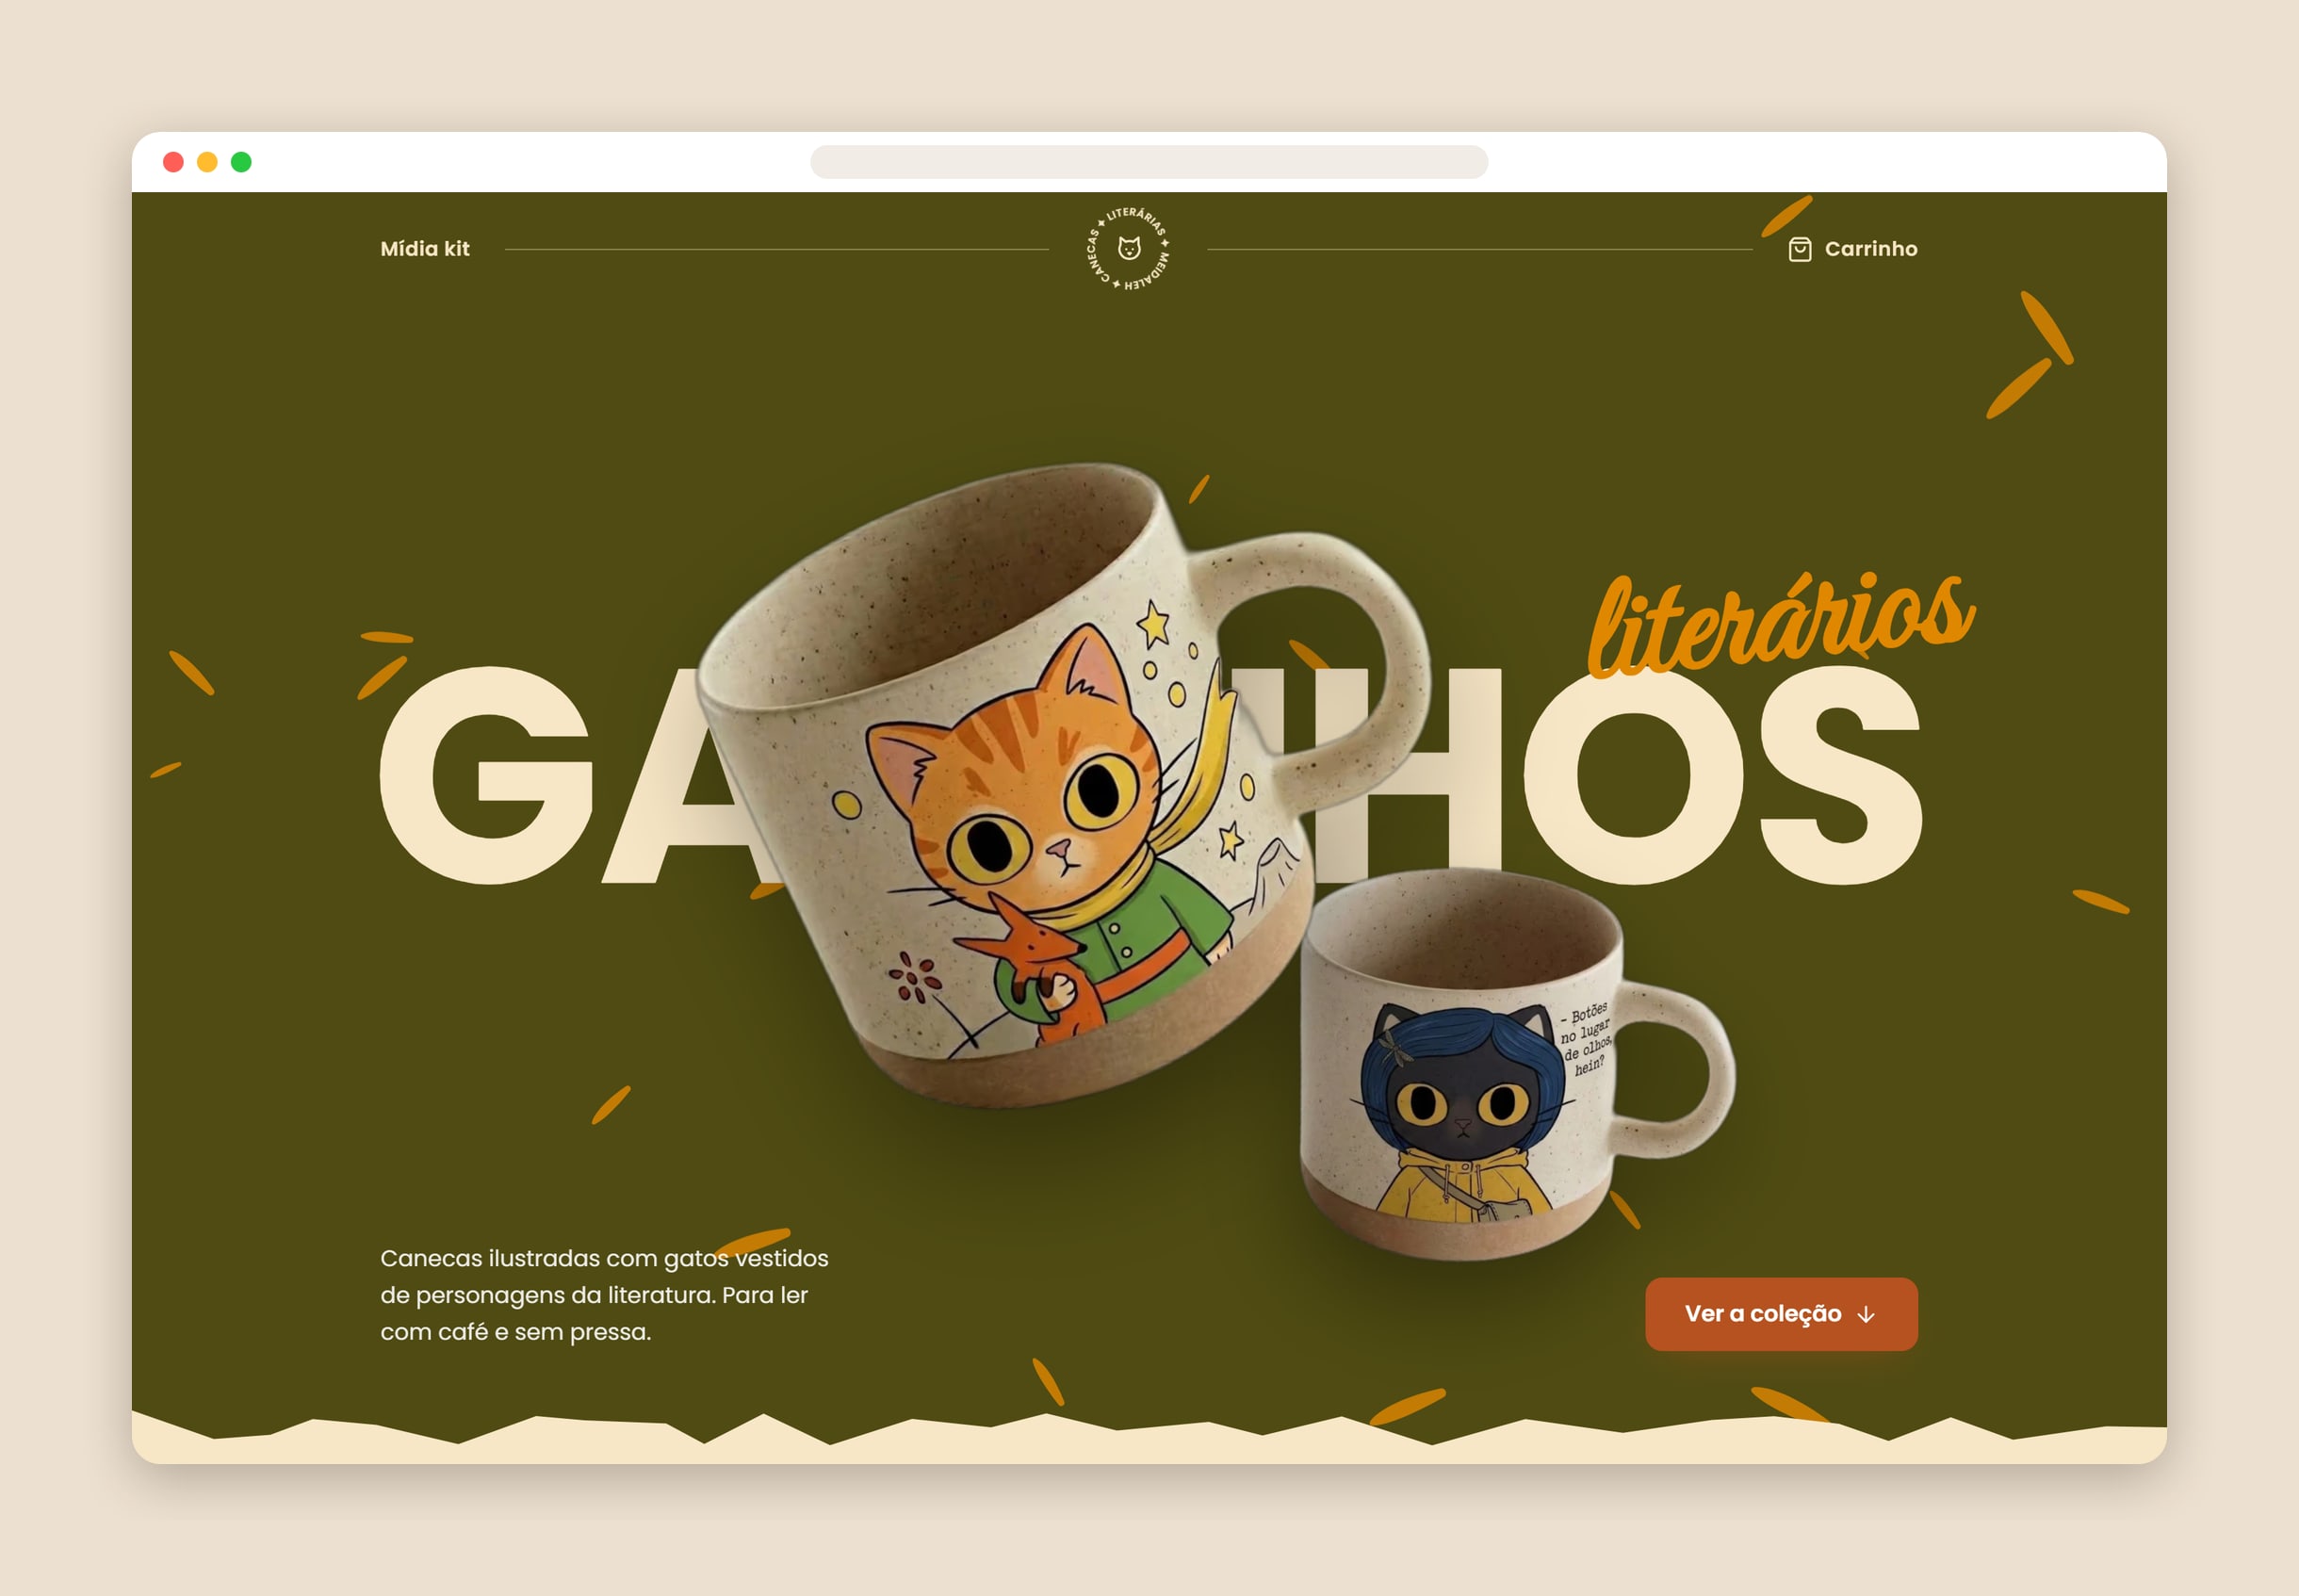 Mídia kit
CANECAS ✦ LITERÁRIAS ✦ MEIDALEH ✦
Carrinho
literários
GA HOS
- Botões
no lugar
de olhos,
hein?
Canecas ilustradas com gatos vestidos
de personagens da literatura. Para ler
com café e sem pressa.
Ver a coleção